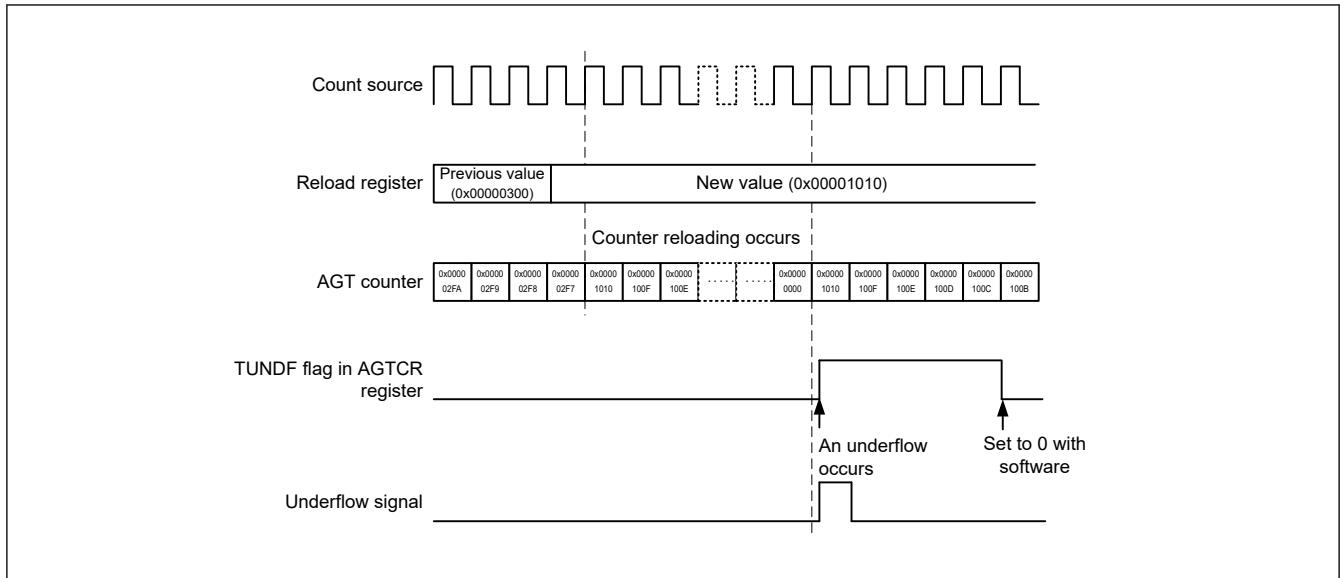 Count source
Reload register
Previous value
(0x00000300)
New value (0x00001010)
Counter reloading occurs
AGT counter
0x0000 0x0000 0x0000 0x0000 0x0000 0x0000 0x0000 ..... ..... 0x0000 0x0000 0x0000 0x0000 0x0000 0x0000 0x0000
02FA 02F9 02F8 02F7 1010 100F 100E 0000 1010 100F 100E 100D 100C 100B
TUNDF flag in AGTCR
register
An underflow
occurs
Set to 0 with
software
Underflow signal